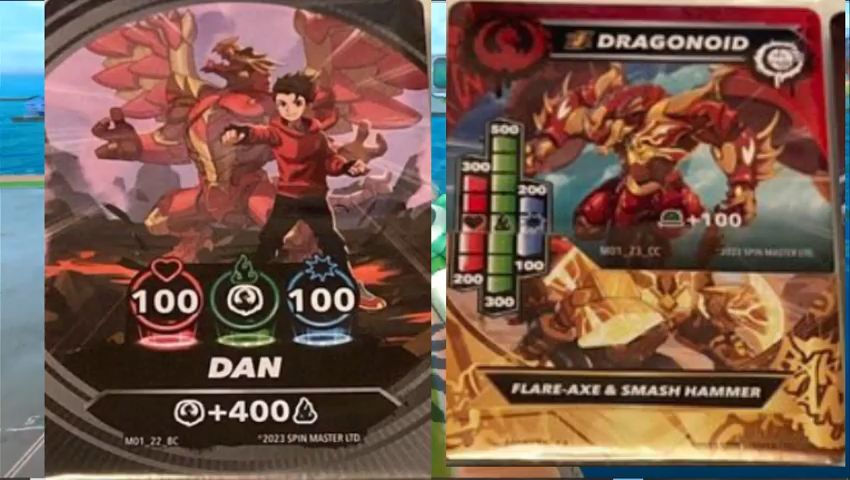 100
100
DAN
+400
M01_22_BC
©2023 SPIN MASTER LTD
DRAGONOID
500
300
200
+100
M01_23_CC
©2023 SPIN MASTER LTD.
100
200
300
FLARE-AXE & SMASH HAMMER